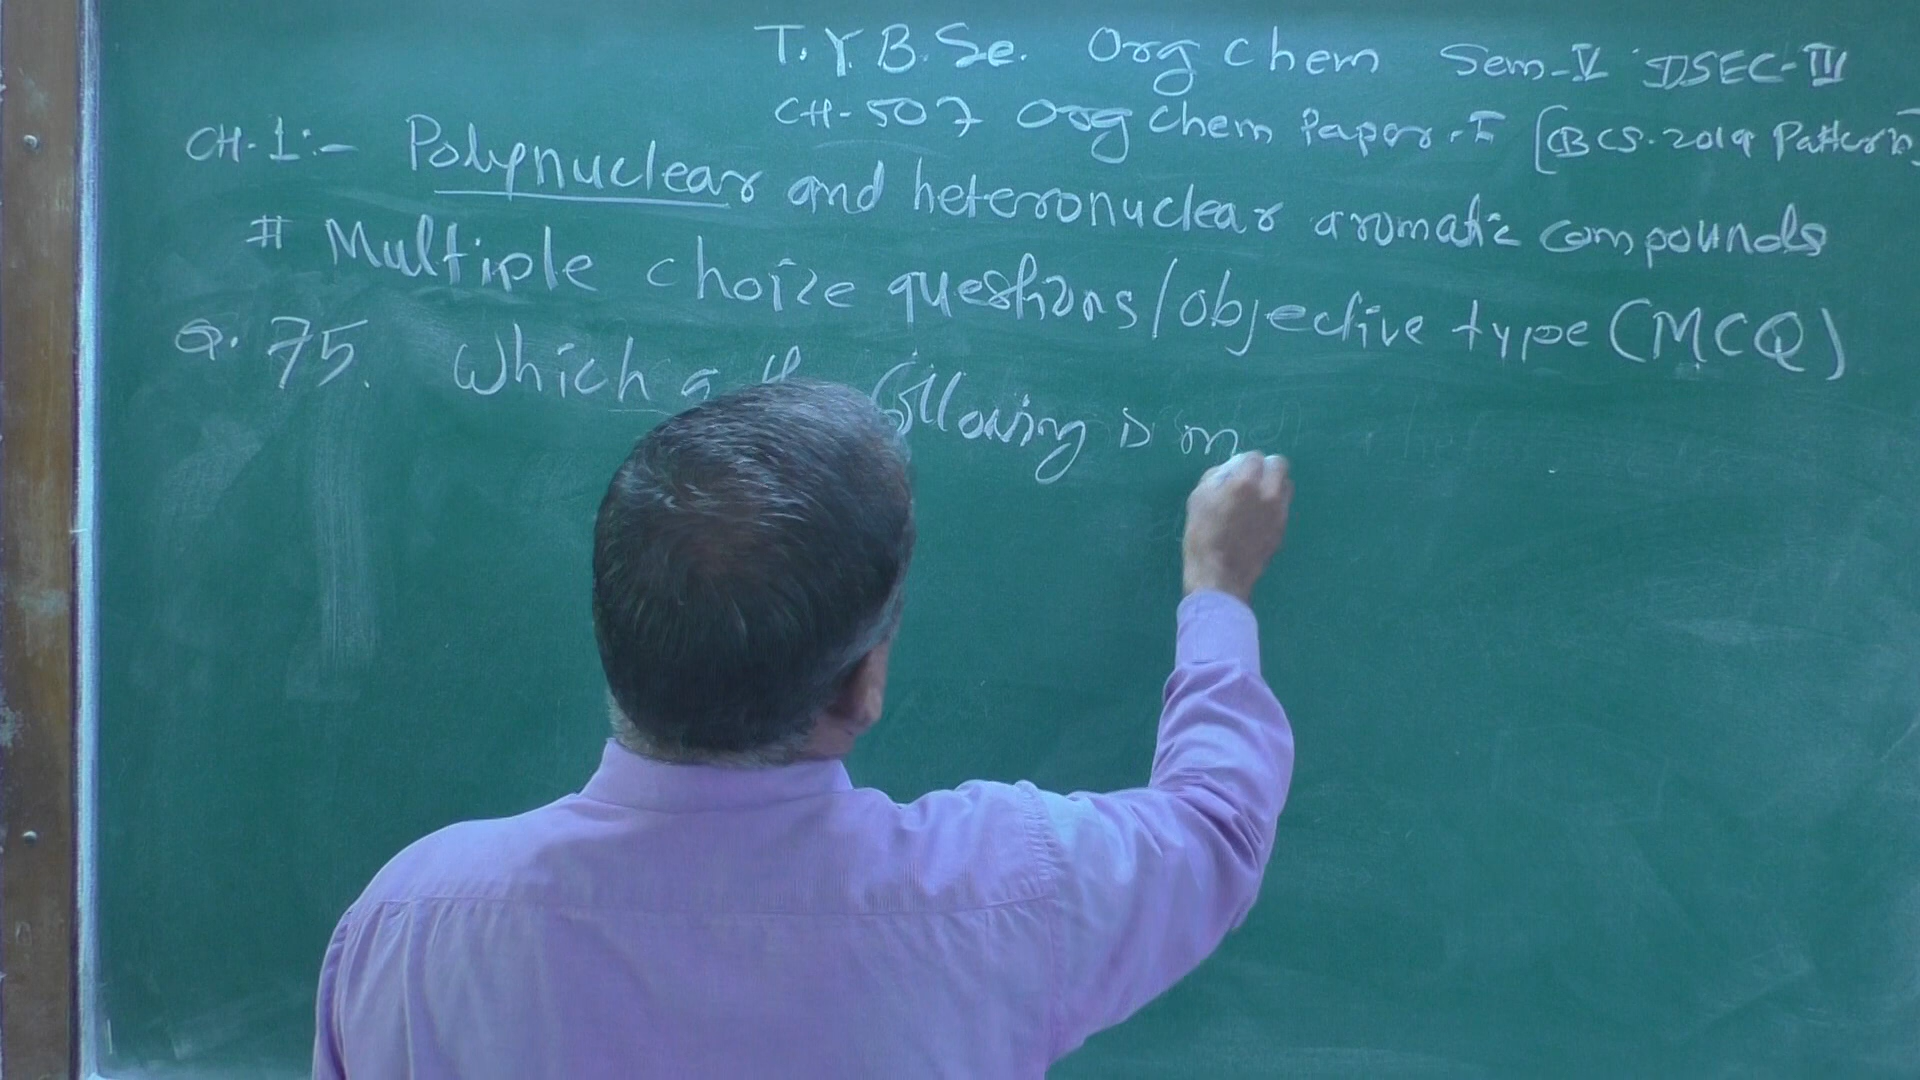 T.Y.B.Sc. Org Chem Sem-V DSEC-III
CH-507 Org Chem Paper-I [CBCS-2019 Pattern]
CH-1:- Polynuclear and heteronuclear aromatic compounds
# Multiple choice questions/objective type (MCQ)
Q. 75. Which following is